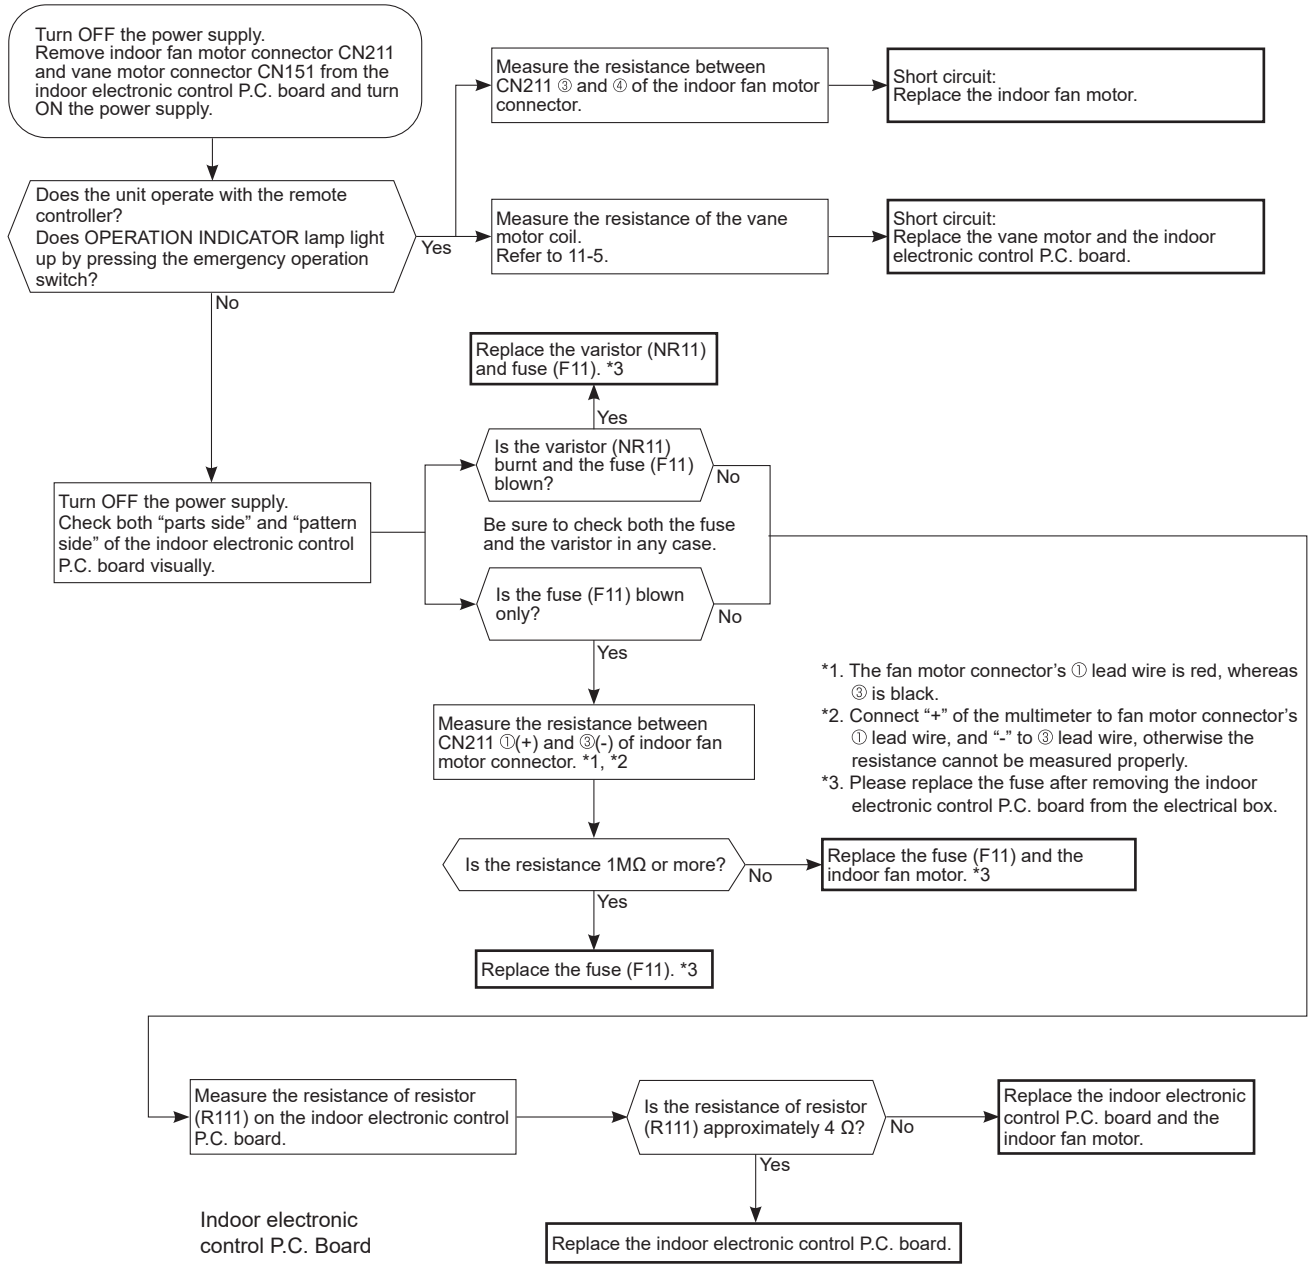 Turn OFF the power supply.
Remove indoor fan motor connector CN211
and vane motor connector CN151 from the
indoor electronic control P.C. board and turn
ON the power supply.
Measure the resistance between
CN211 ③ and ④ of the indoor fan motor
connector.
Short circuit:
Replace the indoor fan motor.
Does the unit operate with the remote
controller?
Does OPERATION INDICATOR lamp light
up by pressing the emergency operation
switch?
Yes
Measure the resistance of the vane
motor coil.
Refer to 11-5.
Short circuit:
Replace the vane motor and the indoor
electronic control P.C. board.
No
Replace the varistor (NR11)
and fuse (F11). *3
Yes
Is the varistor (NR11)
burnt and the fuse (F11)
blown?
No
Turn OFF the power supply.
Check both “parts side” and “pattern
side” of the indoor electronic control
P.C. board visually.
Be sure to check both the fuse
and the varistor in any case.
Is the fuse (F11) blown
only?
No
Yes
Measure the resistance between
CN211 ①(+) and ③(-) of indoor fan
motor connector. *1, *2
*1. The fan motor connector’s ① lead wire is red, whereas
③ is black.
*2. Connect “+” of the multimeter to fan motor connector’s
① lead wire, and “-” to ③ lead wire, otherwise the
resistance cannot be measured properly.
*3. Please replace the fuse after removing the indoor
electronic control P.C. board from the electrical box.
Is the resistance 1MΩ or more?
No
Replace the fuse (F11) and the
indoor fan motor. *3
Yes
Replace the fuse (F11). *3
Measure the resistance of resistor
(R111) on the indoor electronic control
P.C. board.
Is the resistance of resistor
(R111) approximately 4 Ω?
No
Replace the indoor electronic
control P.C. board and the
indoor fan motor.
Yes
Replace the indoor electronic control P.C. board.
Indoor electronic
control P.C. Board